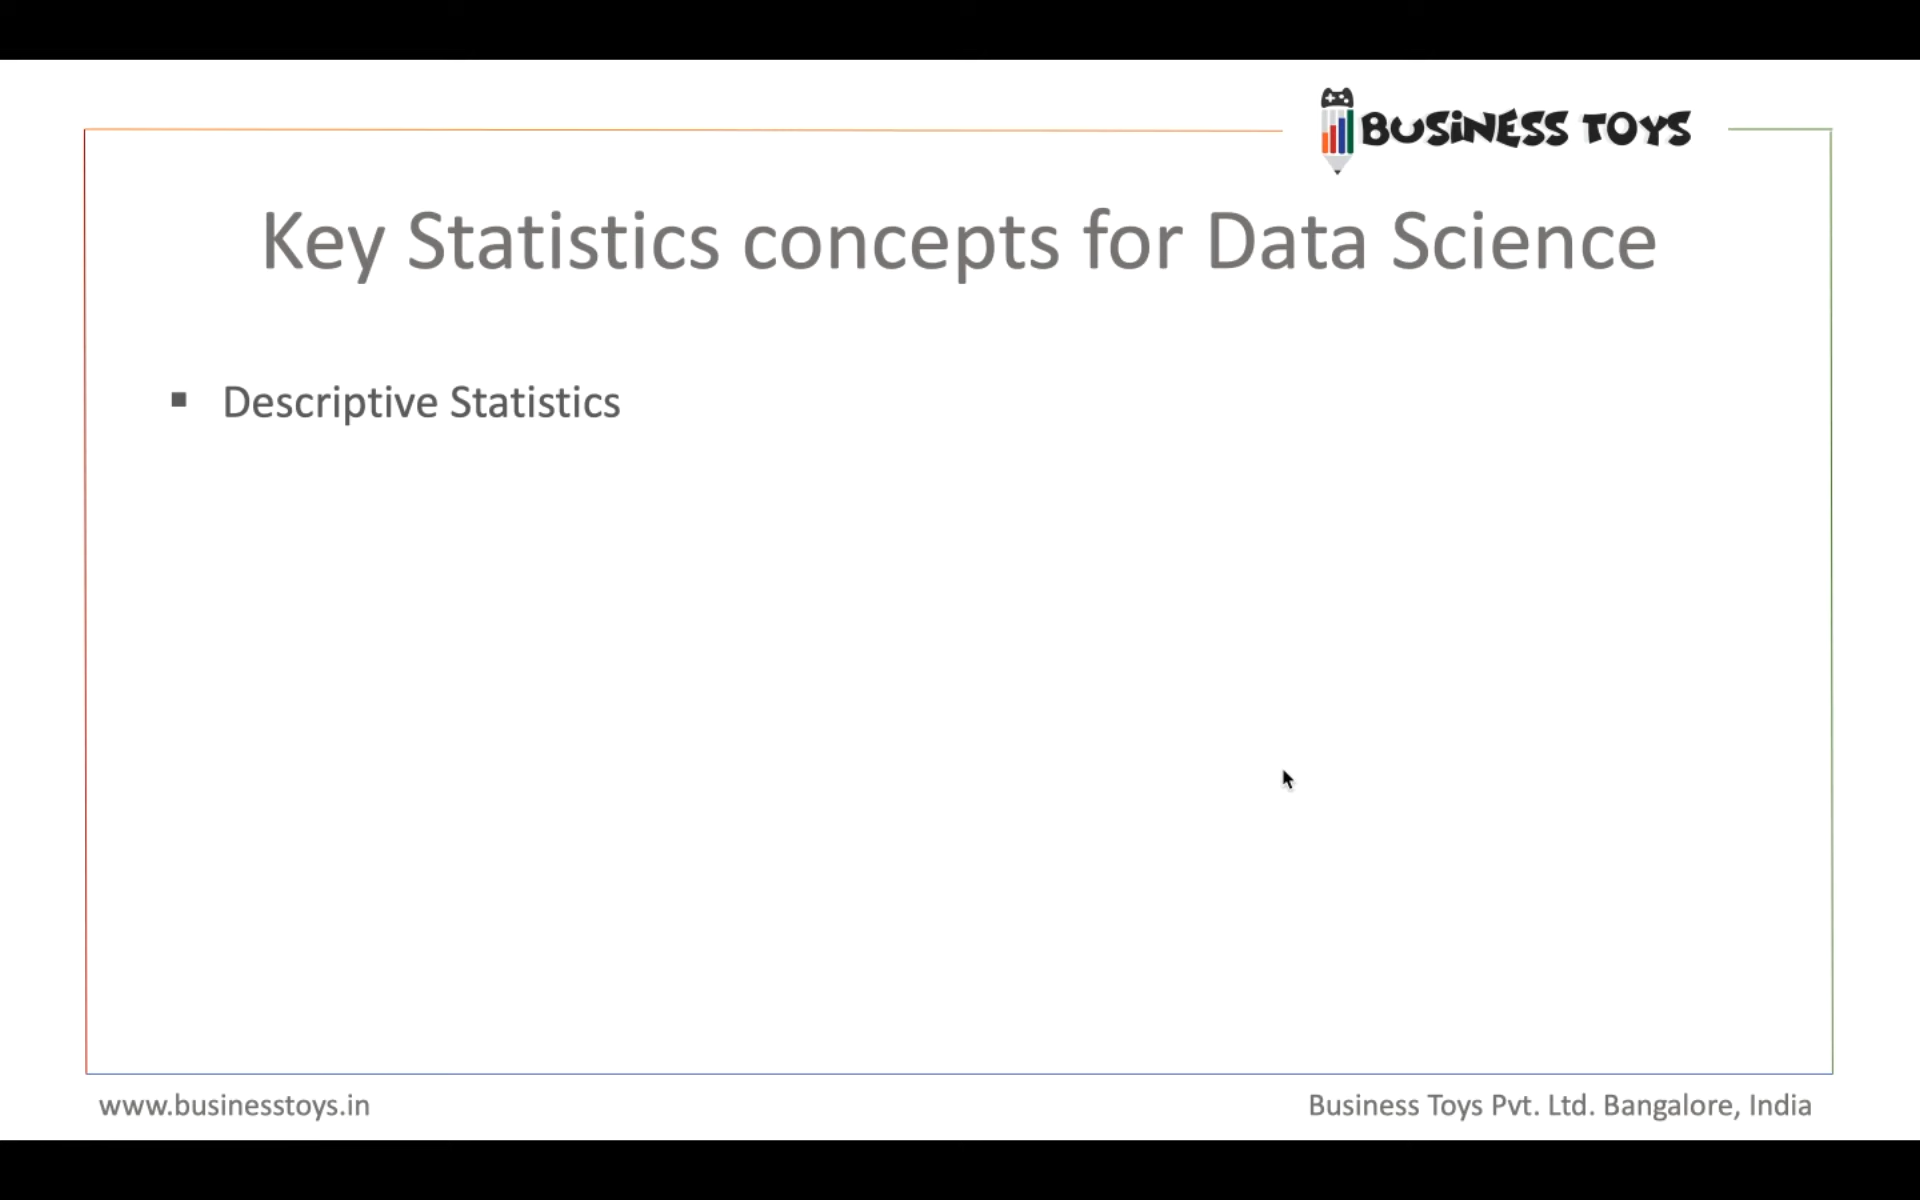 BUSINESS TOYS
Key Statistics concepts for Data Science
▪ Descriptive Statistics
www.businesstoys.in
Business Toys Pvt. Ltd. Bangalore, India